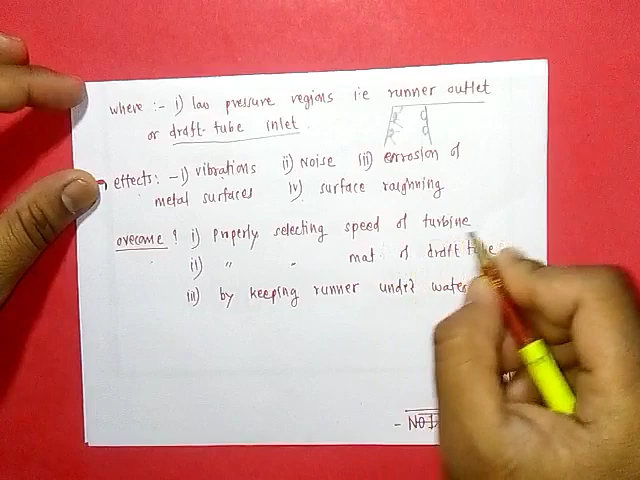 where :- i) low pressure regions i.e runner outlet
or draft-tube inlet.
effects: - i) vibrations ii) Noise iii) corrosion of
metal surfaces iv) surface roughning
overcome ? i) Properly selecting speed of turbine
ii) " " mat. of draft tube
iii) by keeping runner under water